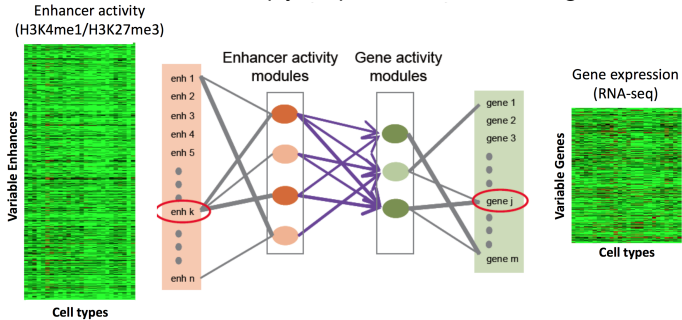 Enhancer activity
(H3K4me1/H3K27me3)
Variable Enhancers
Cell types
enh 1
enh 2
enh 3
enh 4
enh 5
enh k
enh n
Enhancer activity
modules
Gene activity
modules
gene 1
gene 2
gene 3
gene j
gene m
Gene expression
(RNA-seq)
Variable Genes
Cell types